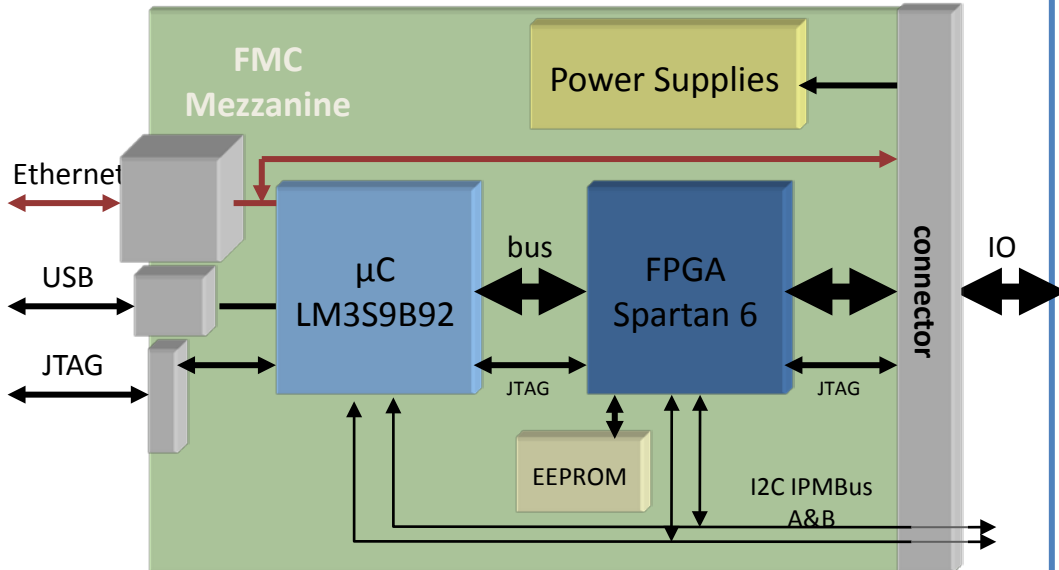 FMC
Mezzanine
Power Supplies
Ethernet
USB
JTAG
µC
LM3S9B92
bus
JTAG
FPGA
Spartan 6
JTAG
connector
IO
EEPROM
I2C IPMBus
A&B